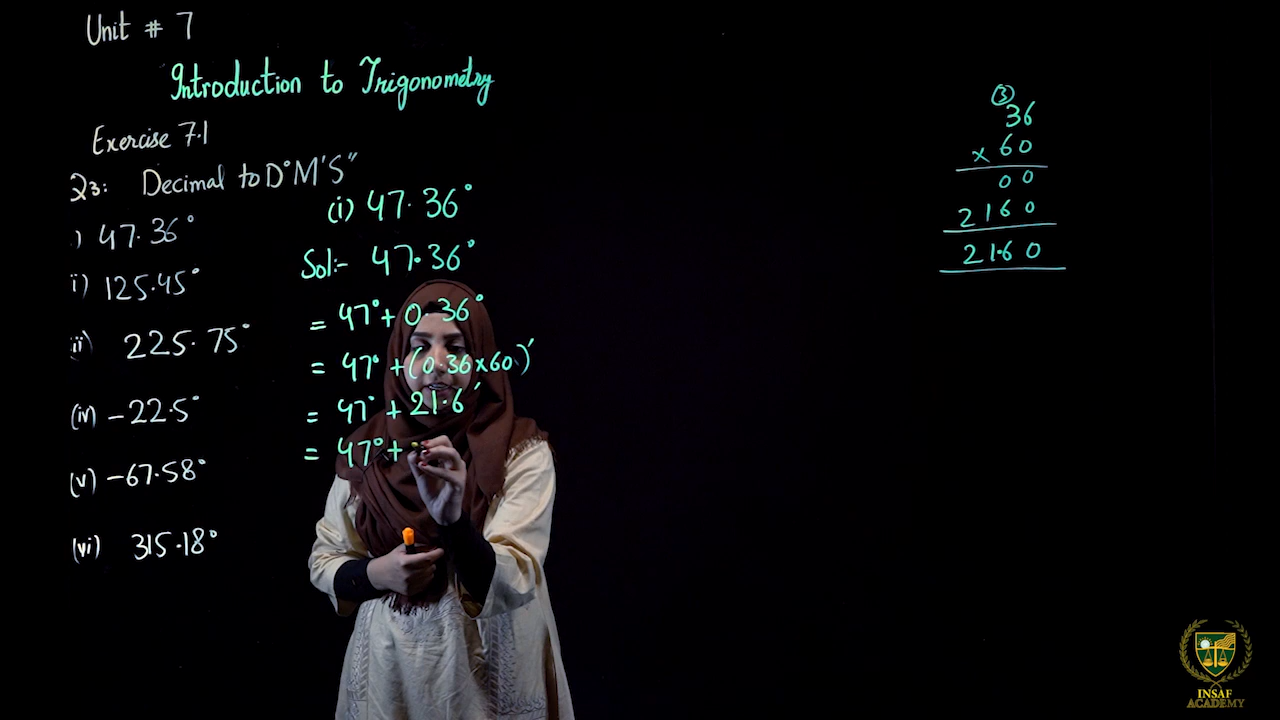 Unit # 7
Introduction to Trigonometry
Exercise 7.1
Q3: Decimal to D°M'S"
i) 47.36°
ii) 125.45°
iii) 225.75°
(iv) -22.5°
(v) -67.58°
(vi) 315.18°
(i) 47.36°
Sol:- 47.36°
= 47° + 0.36°
= 47° + (0.36×60)'
= 47° + 21.6'
= 47° +
3
36
× 60
00
2160
21.60
INSAF
ACADEMY